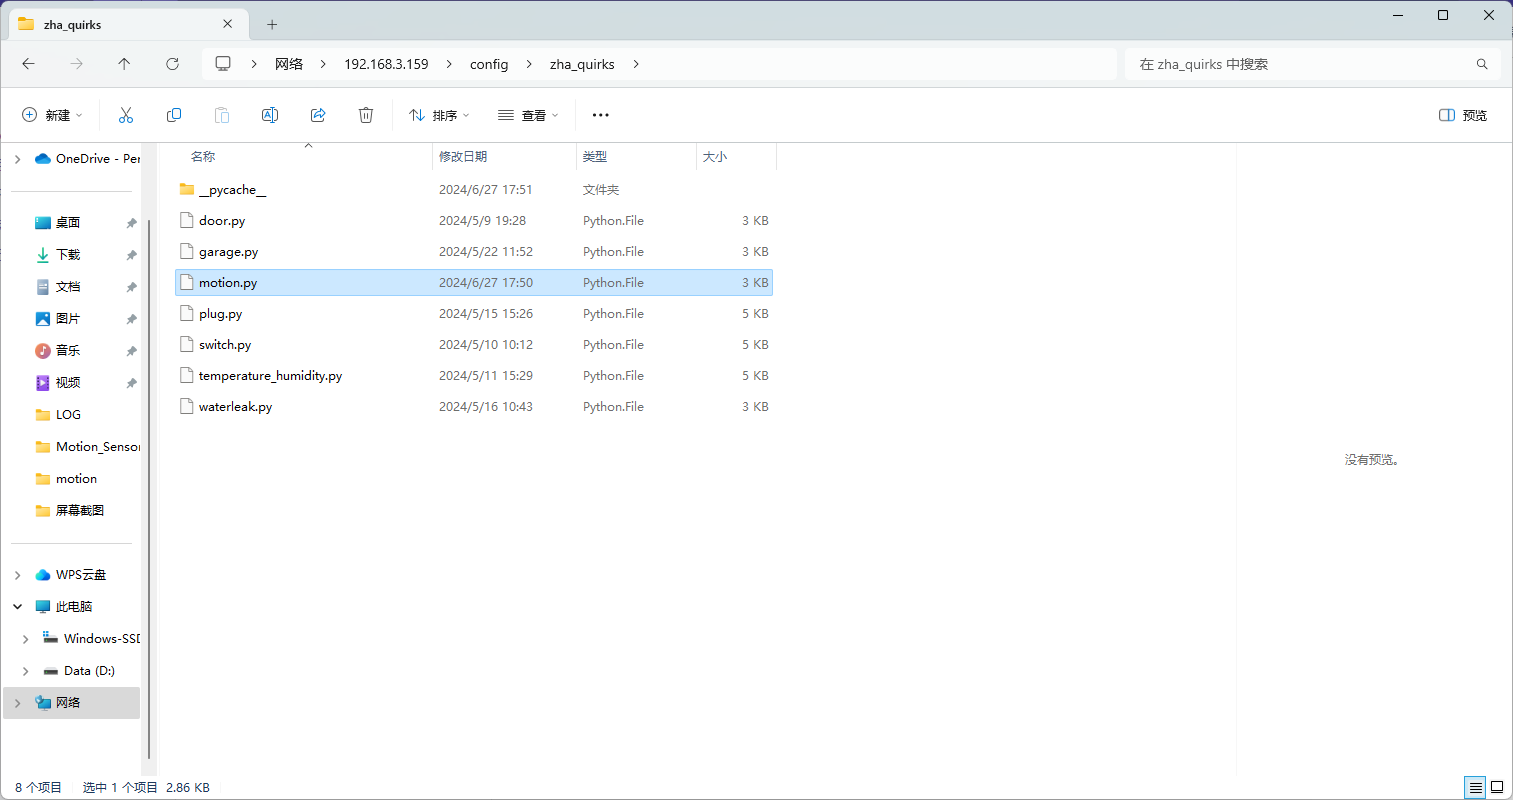 zha_quirks
网络 192.168.3.159 config zha_quirks
在 zha_quirks 中搜索
新建 排序 查看 预览
OneDrive - Per
桌面
下载
文档
图片
音乐
视频
LOG
Motion_Sensor
motion
屏幕截图
WPS云盘
此电脑
Windows-SSD
Data (D:)
网络
名称 修改日期 类型 大小
__pycache__ 2024/6/27 17:51 文件夹
door.py 2024/5/9 19:28 Python.File 3 KB
garage.py 2024/5/22 11:52 Python.File 3 KB
motion.py 2024/6/27 17:50 Python.File 3 KB
plug.py 2024/5/15 15:26 Python.File 5 KB
switch.py 2024/5/10 10:12 Python.File 5 KB
temperature_humidity.py 2024/5/11 15:29 Python.File 5 KB
waterleak.py 2024/5/16 10:43 Python.File 3 KB
没有预览。
8 个项目 选中 1 个项目 2.86 KB